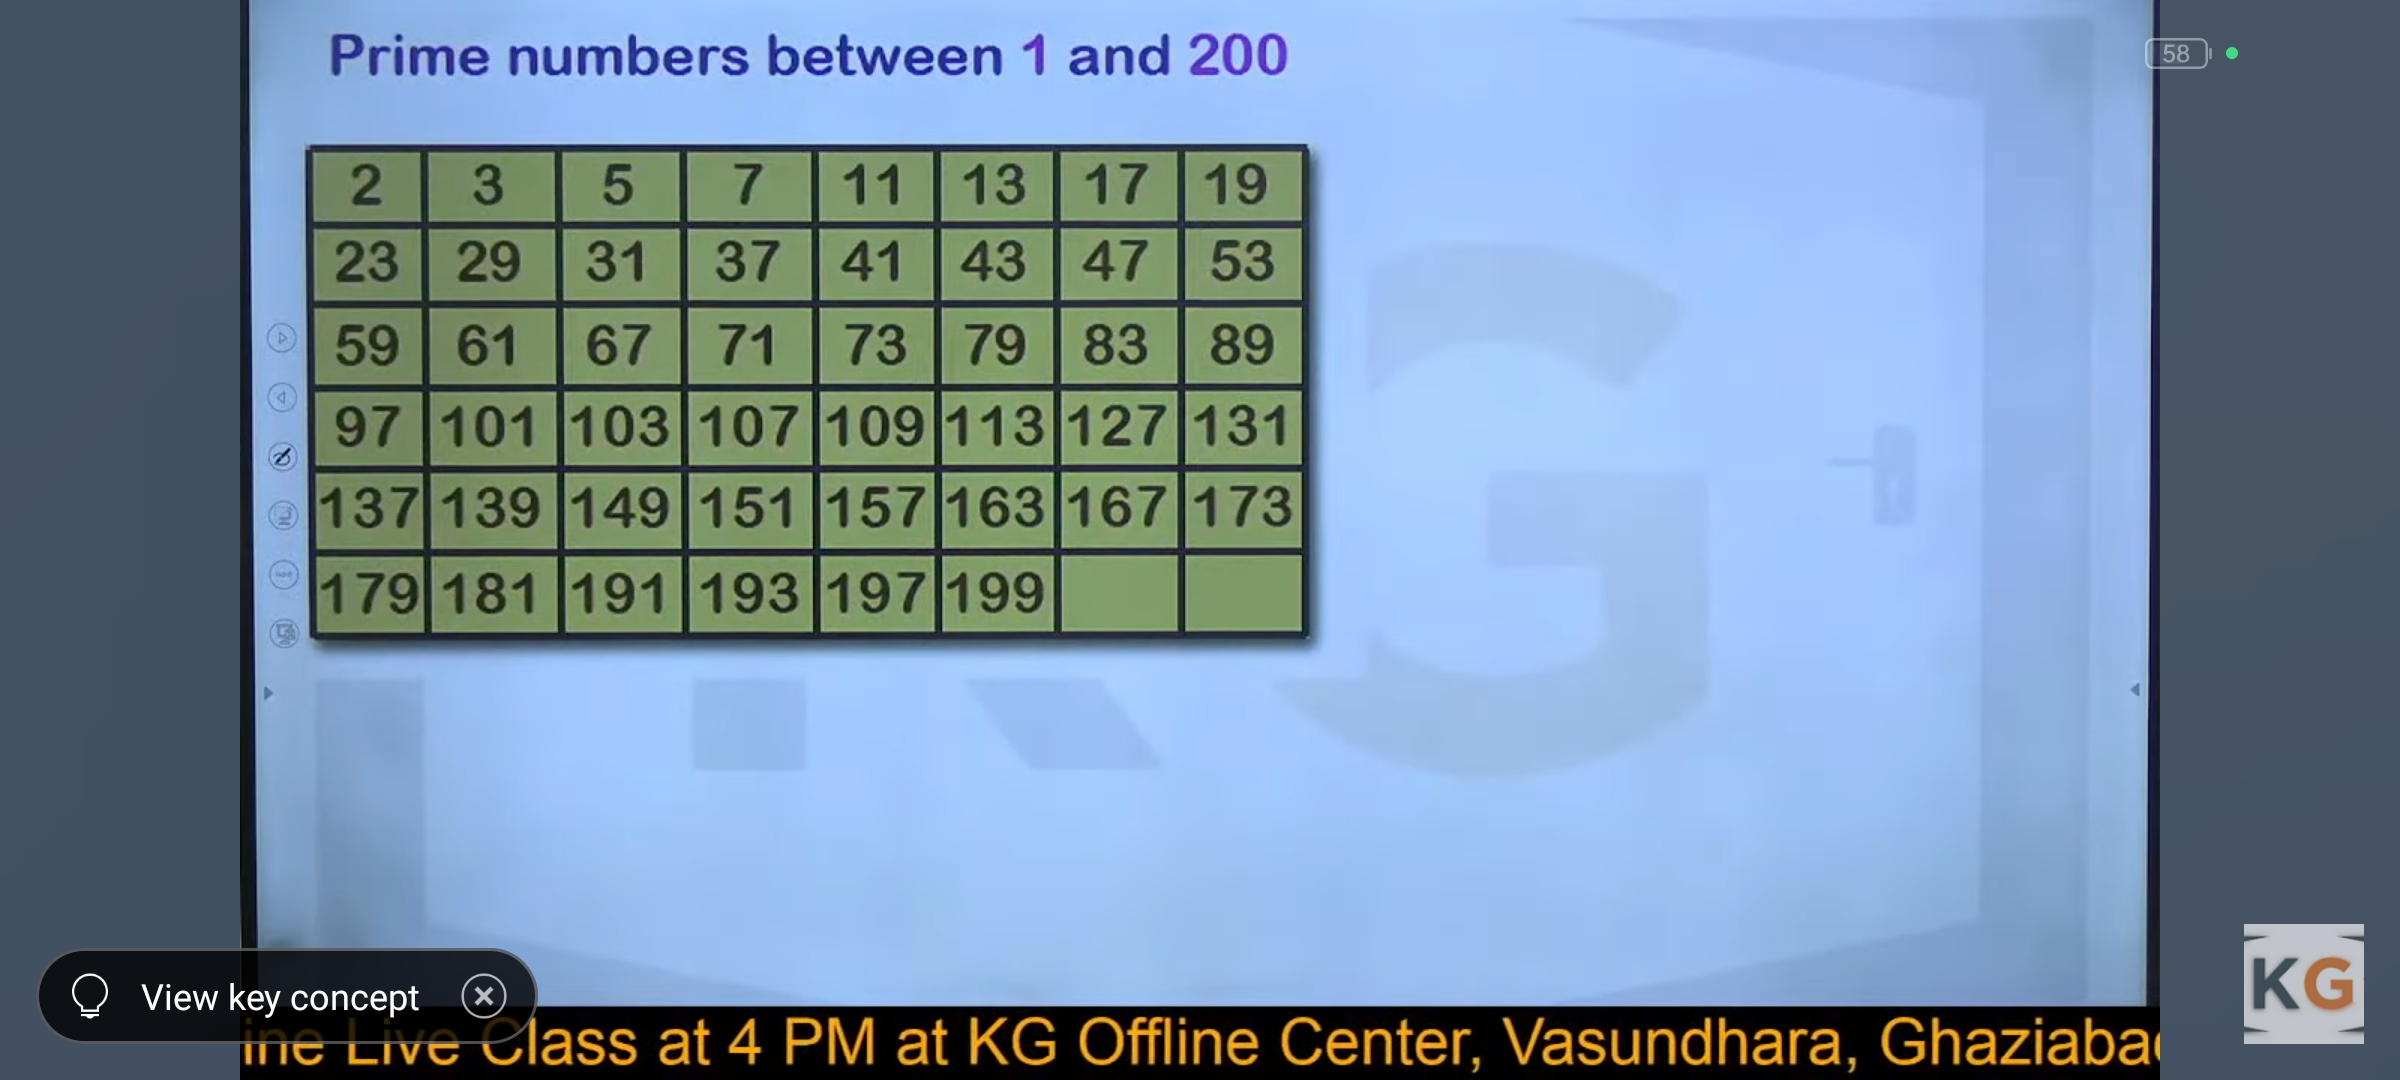 Prime numbers between 1 and 200
58
2 3 5 7 11 13 17 19
23 29 31 37 41 43 47 53
59 61 67 71 73 79 83 89
97 101 103 107 109 113 127 131
137 139 149 151 157 163 167 173
179 181 191 193 197 199
KG
View key concept
KG
ine Live Class at 4 PM at KG Offline Center, Vasundhara, Ghaziabad